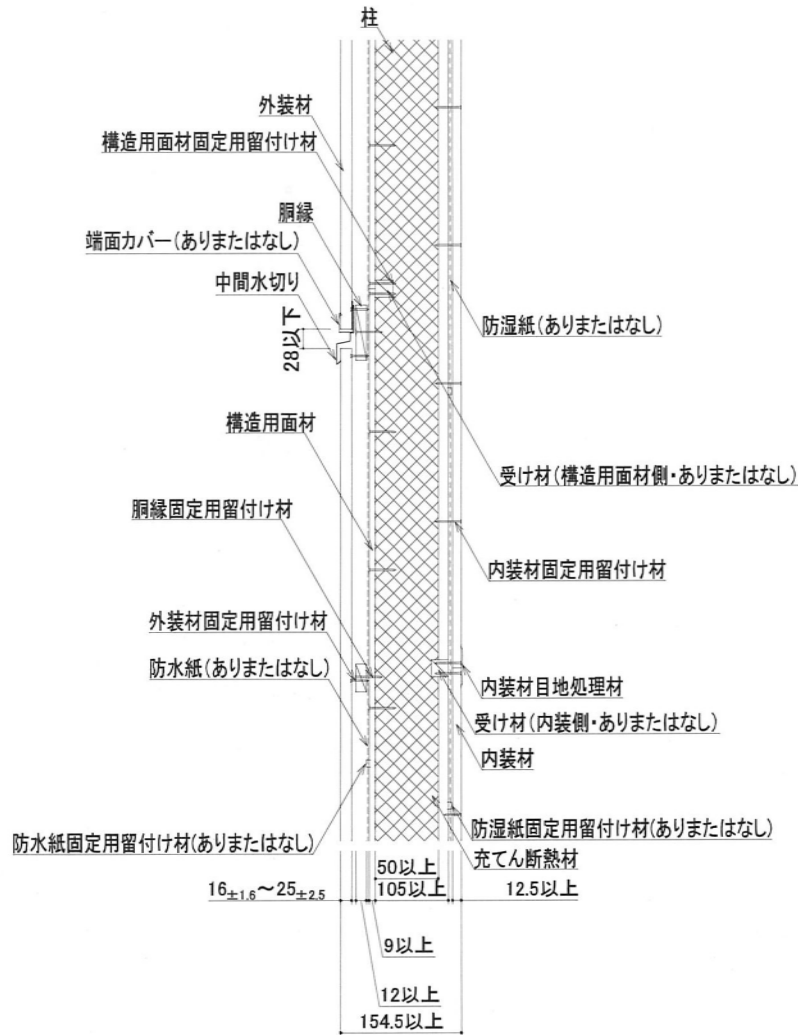 柱
外装材
構造用面材固定用留付け材
胴縁
端面カバー(ありまたはなし)
中間水切り
28以下
防湿紙(ありまたはなし)
構造用面材
受け材(構造用面材側・ありまたはなし)
胴縁固定用留付け材
内装材固定用留付け材
外装材固定用留付け材
防水紙(ありまたはなし)
内装材目地処理材
受け材(内装側・ありまたはなし)
内装材
防水紙固定用留付け材(ありまたはなし)
防湿紙固定用留付け材(ありまたはなし)
充てん断熱材
50以上
16±1.6～25±2.5
105以上
12.5以上
9以上
12以上
154.5以上